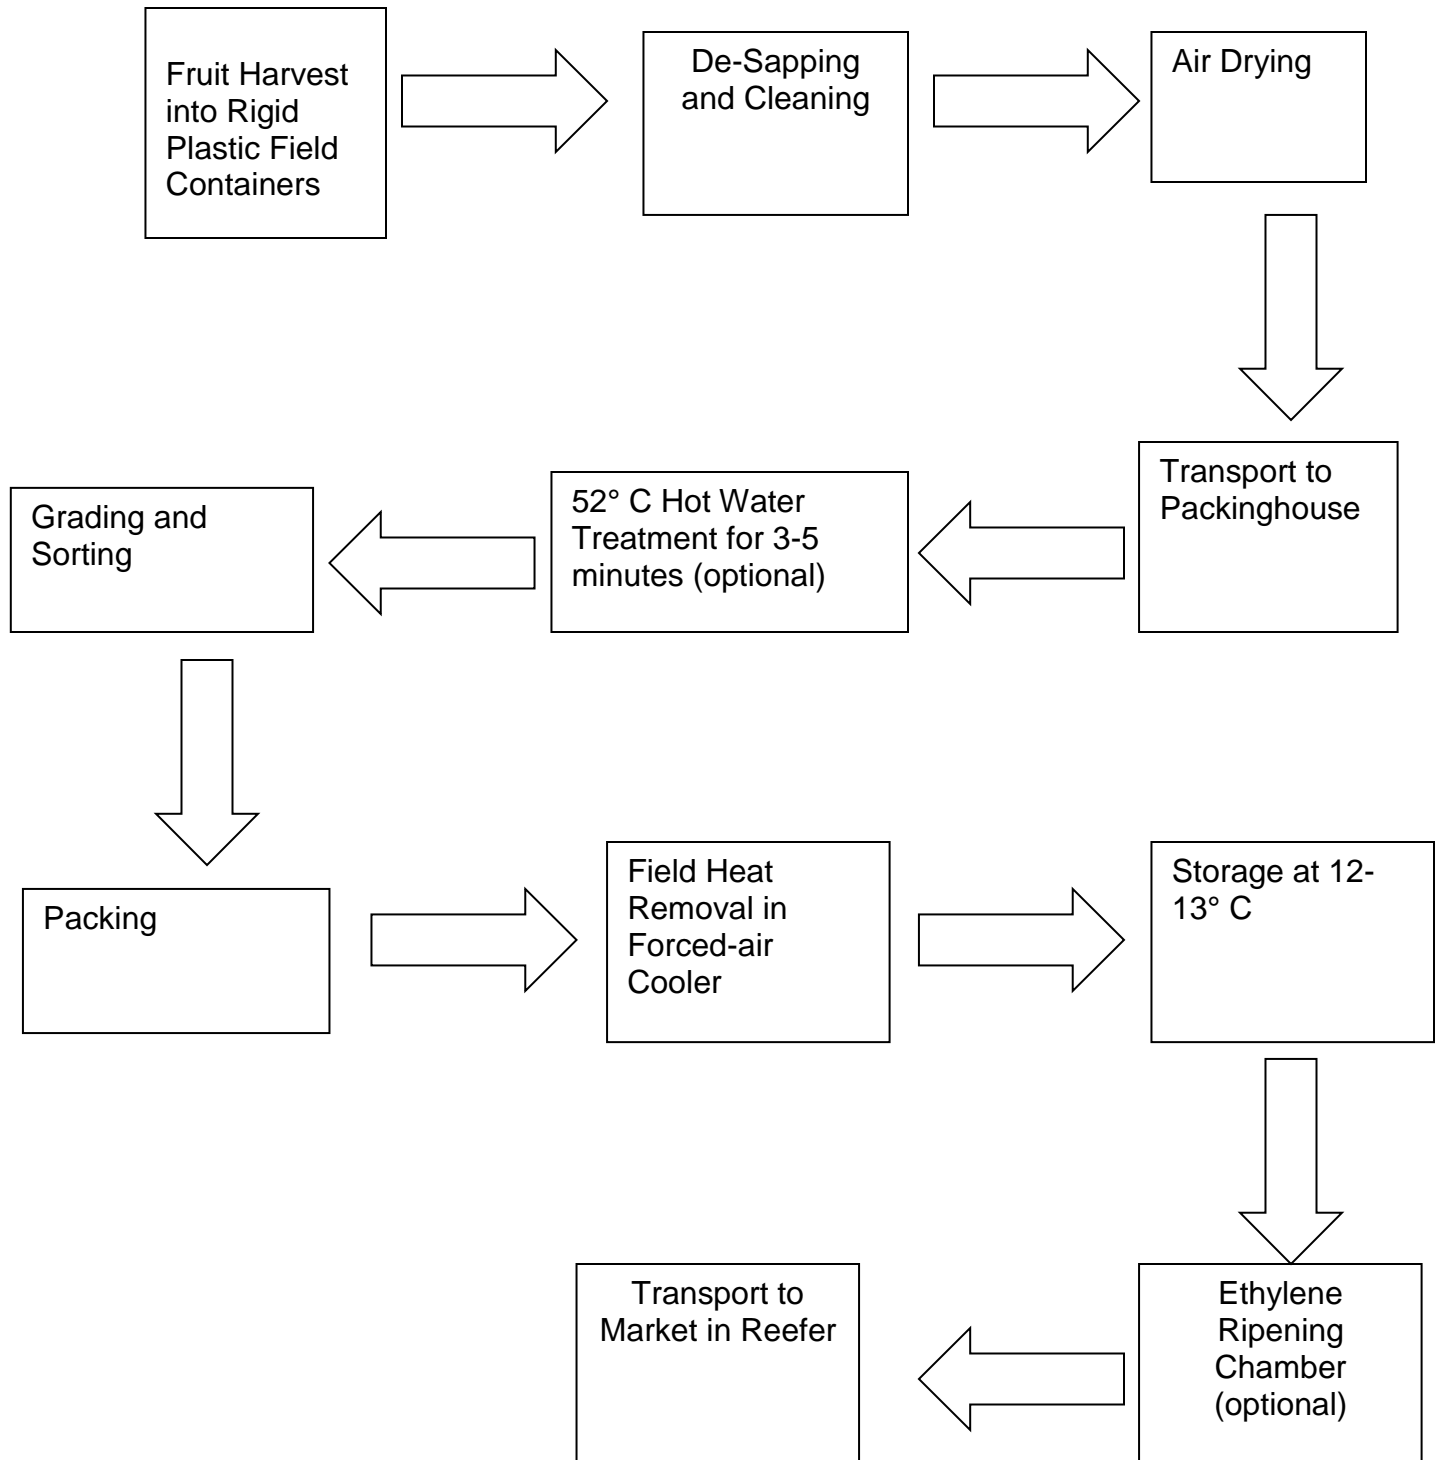 Fruit Harvest
into Rigid
Plastic Field
Containers
De-Sapping
and Cleaning
Air Drying
Transport to
Packinghouse
52° C Hot Water
Treatment for 3-5
minutes (optional)
Grading and
Sorting
Packing
Field Heat
Removal in
Forced-air
Cooler
Storage at 12-
13° C
Ethylene
Ripening
Chamber
(optional)
Transport to
Market in Reefer